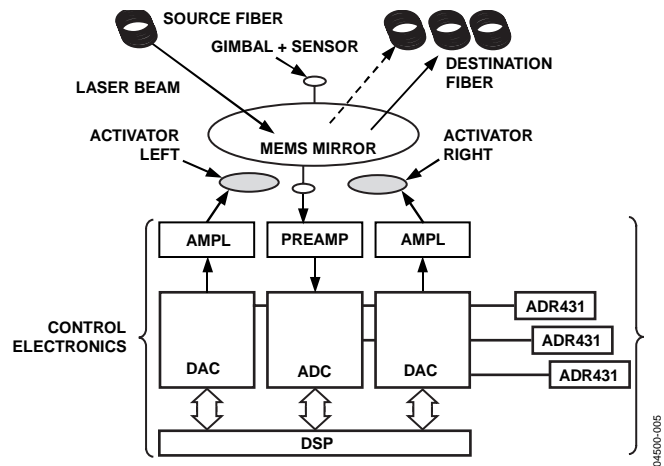 SOURCE FIBER
GIMBAL + SENSOR
DESTINATION
FIBER
LASER BEAM
MEMS MIRROR
ACTIVATOR
LEFT
ACTIVATOR
RIGHT
AMPL
PREAMP
AMPL
CONTROL
ELECTRONICS
DAC
ADC
DAC
ADR431
ADR431
ADR431
DSP
04500-005